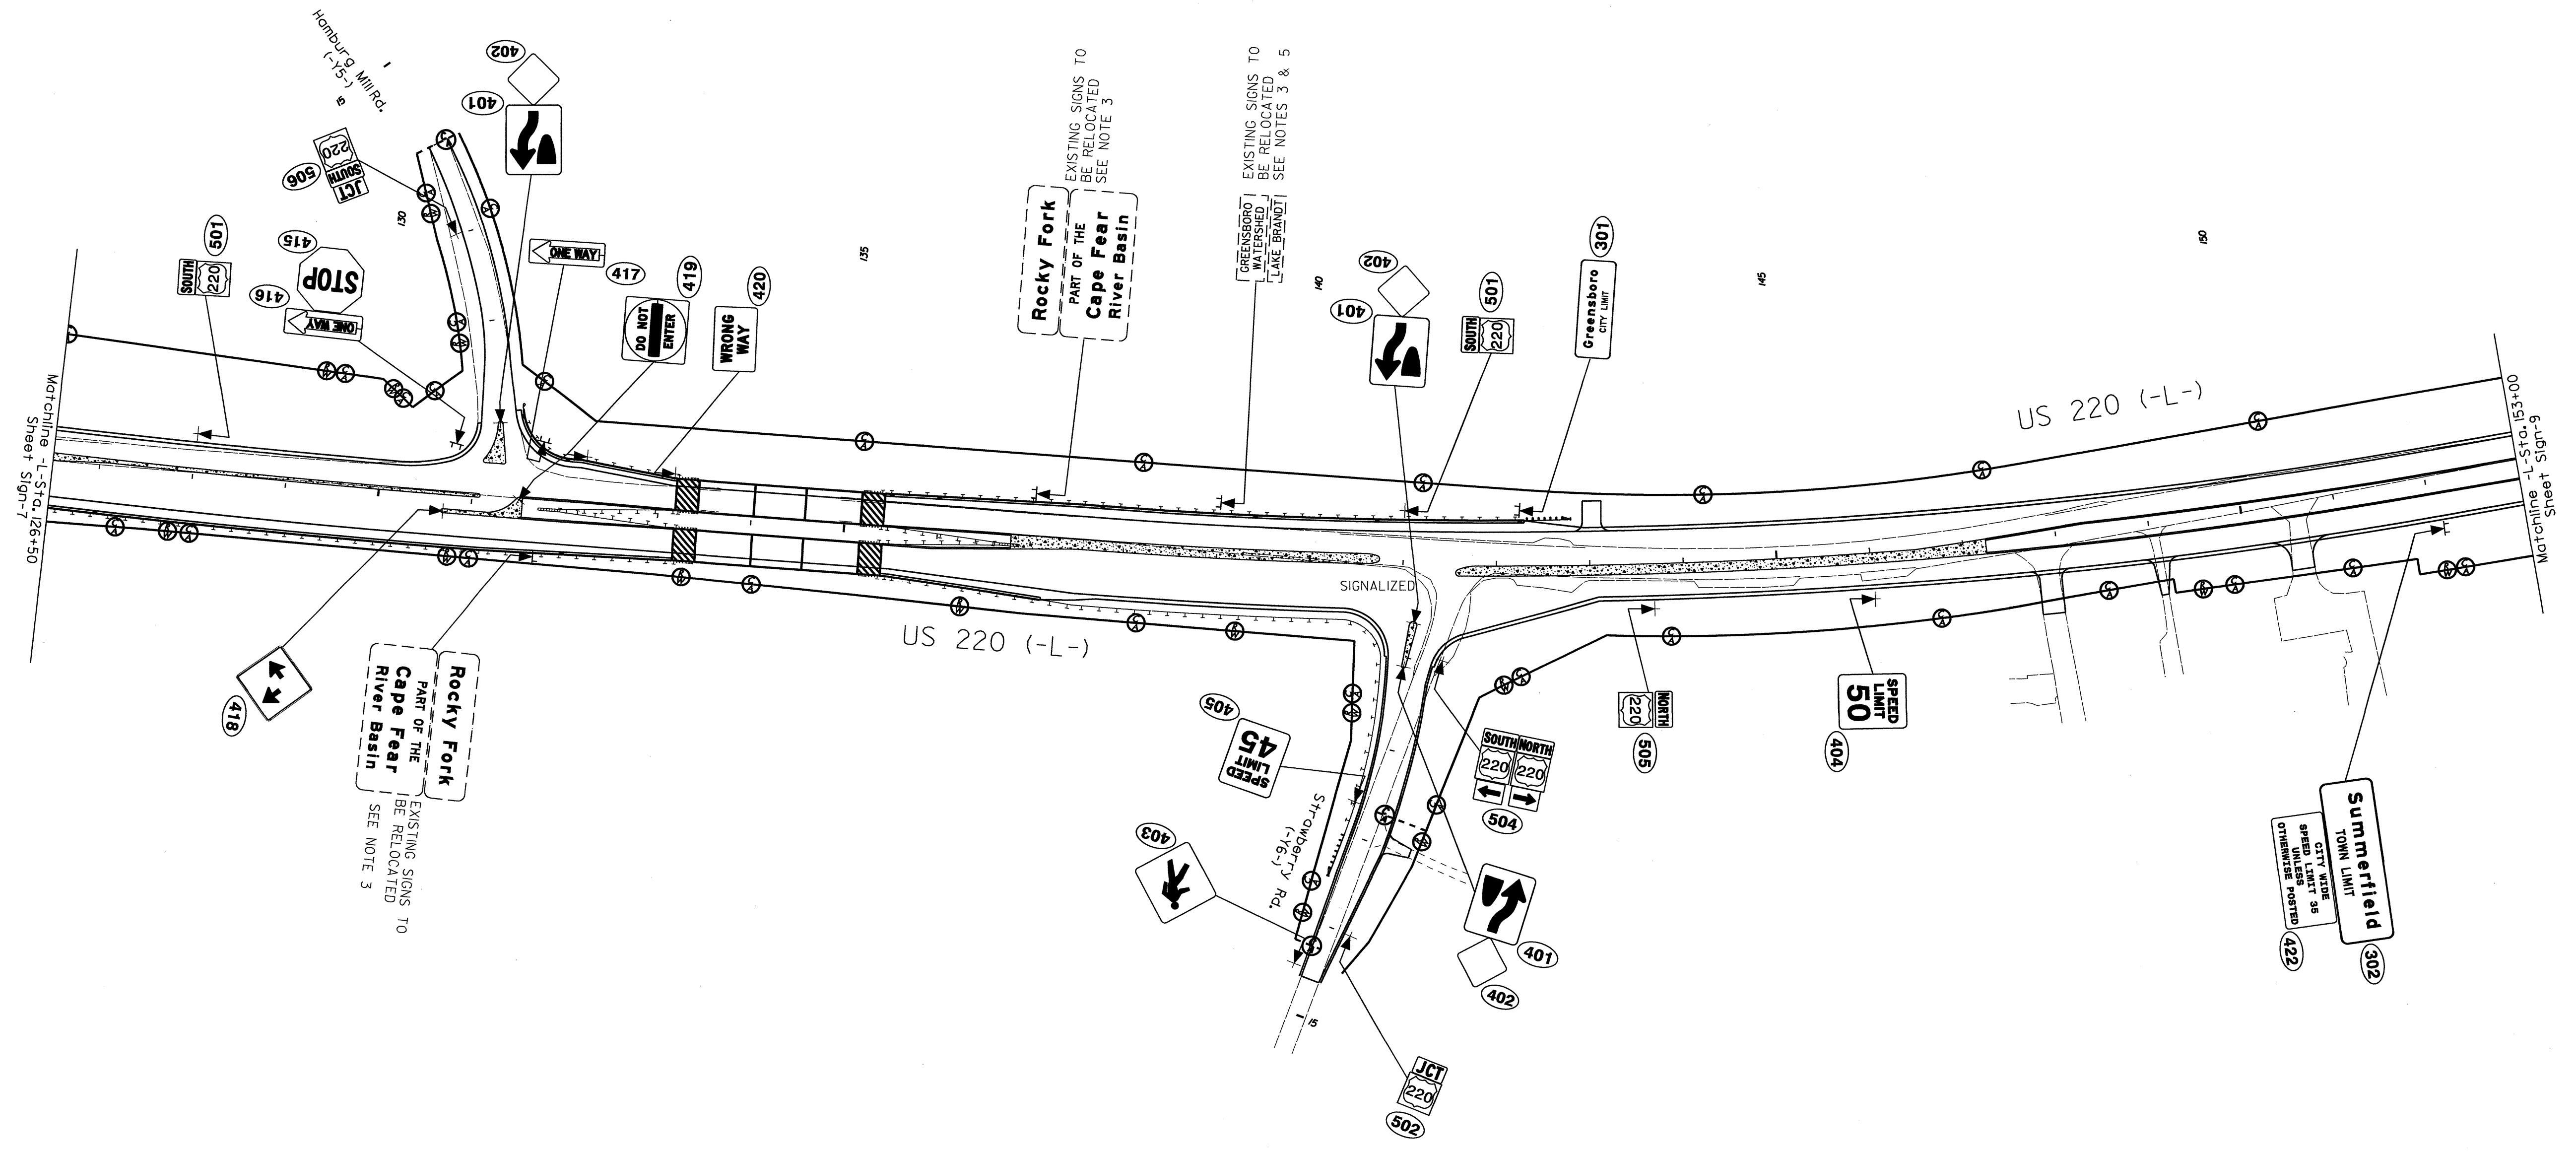 Hamburg Mill Rd.
(-Y5-)
15
402
401
220
SOUTH
JCT
506
130
501
SOUTH
220
415
STOP
416
ONE WAY
ONE WAY
417
419
DO NOT
ENTER
420
WRONG
WAY
135
EXISTING SIGNS TO
BE RELOCATED
SEE NOTE 3
Rocky Fork
PART OF THE
Cape Fear
River Basin
EXISTING SIGNS TO
BE RELOCATED
SEE NOTES 3 & 5
GREENSBORO
WATERSHED
LAKE BRANDT
140
402
401
501
SOUTH
220
301
Greensboro
CITY LIMIT
145
150
US 220 (-L-)
Matchline -L-Sta. 126+50
Sheet Sign-7
Matchline -L-Sta. 153+00
Sheet Sign-9
SIGNALIZED
US 220 (-L-)
418
Rocky Fork
PART OF THE
Cape Fear
River Basin
EXISTING SIGNS TO
BE RELOCATED
SEE NOTE 3
405
SPEED
LIMIT
45
Strawberry Rd.
(-Y6-)
403
SOUTH
220
NORTH
220
504
NORTH
220
505
SPEED
LIMIT
50
404
401
402
15
JCT
220
502
Summerfield
TOWN LIMIT
302
CITY WIDE
SPEED LIMIT 35
UNLESS
OTHERWISE POSTED
422